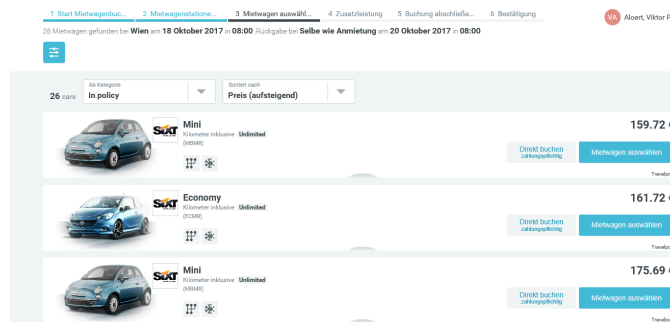 1 Start Mietwagenbuc... 2 Mietwagenstatione... 3 Mietwagen auswähl... 4 Zusatzleistung 5 Buchung abschließe... 6 Bestätigung
VA Aloert, Viktor P
26 Mietwagen gefunden bei Wien am 18 Oktober 2017 in 08:00 ,Rückgabe bei Selbe wie Anmietung am 20 Oktober 2017 in 08:00
26 cars
Ab Kategorie
In policy
Sortiert nach
Preis (aufsteigend)
Sixt
Mini
Kilometer inklusive Unlimited
(MBMR)
159.72 €
Direkt buchen
zahlungspflichtig
Mietwagen auswählen
Travelpo
Sixt
Economy
Kilometer inklusive Unlimited
(ECMR)
161.72 €
Direkt buchen
zahlungspflichtig
Mietwagen auswählen
Travelpo
Sixt
Mini
Kilometer inklusive Unlimited
(MBMR)
175.69 €
Direkt buchen
zahlungspflichtig
Mietwagen auswählen
Travelpo